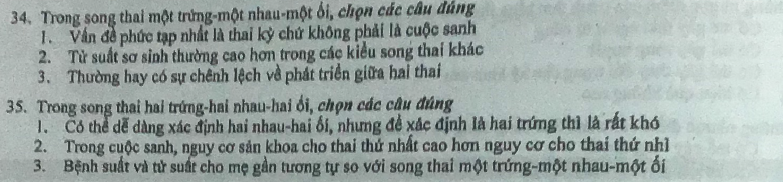 34. Trong song thai một trứng-một nhau-một ối, chọn các câu đúng
1. Vấn đề phức tạp nhất là thai kỳ chứ không phải là cuộc sanh
2. Tử suất sơ sinh thường cao hơn trong các kiểu song thai khác
3. Thường hay có sự chênh lệch về phát triển giữa hai thai
35. Trong song thai hai trứng-hai nhau-hai ối, chọn các câu đúng
1. Có thể dễ dàng xác định hai nhau-hai ối, nhưng để xác định là hai trứng thì là rất khó
2. Trong cuộc sanh, nguy cơ sản khoa cho thai thứ nhất cao hơn nguy cơ cho thai thứ nhì
3. Bệnh suất và tử suất cho mẹ gần tương tự so với song thai một trứng-một nhau-một ối